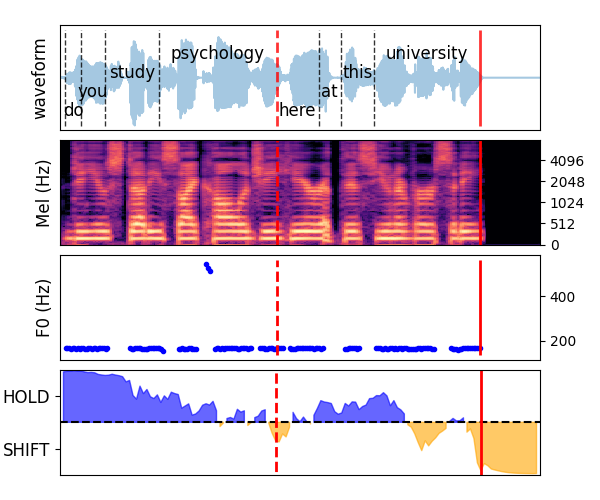 waveform
do you study psychology here at this university
Mel (Hz)
4096
2048
1024
512
0
F0 (Hz)
400
200
HOLD
SHIFT